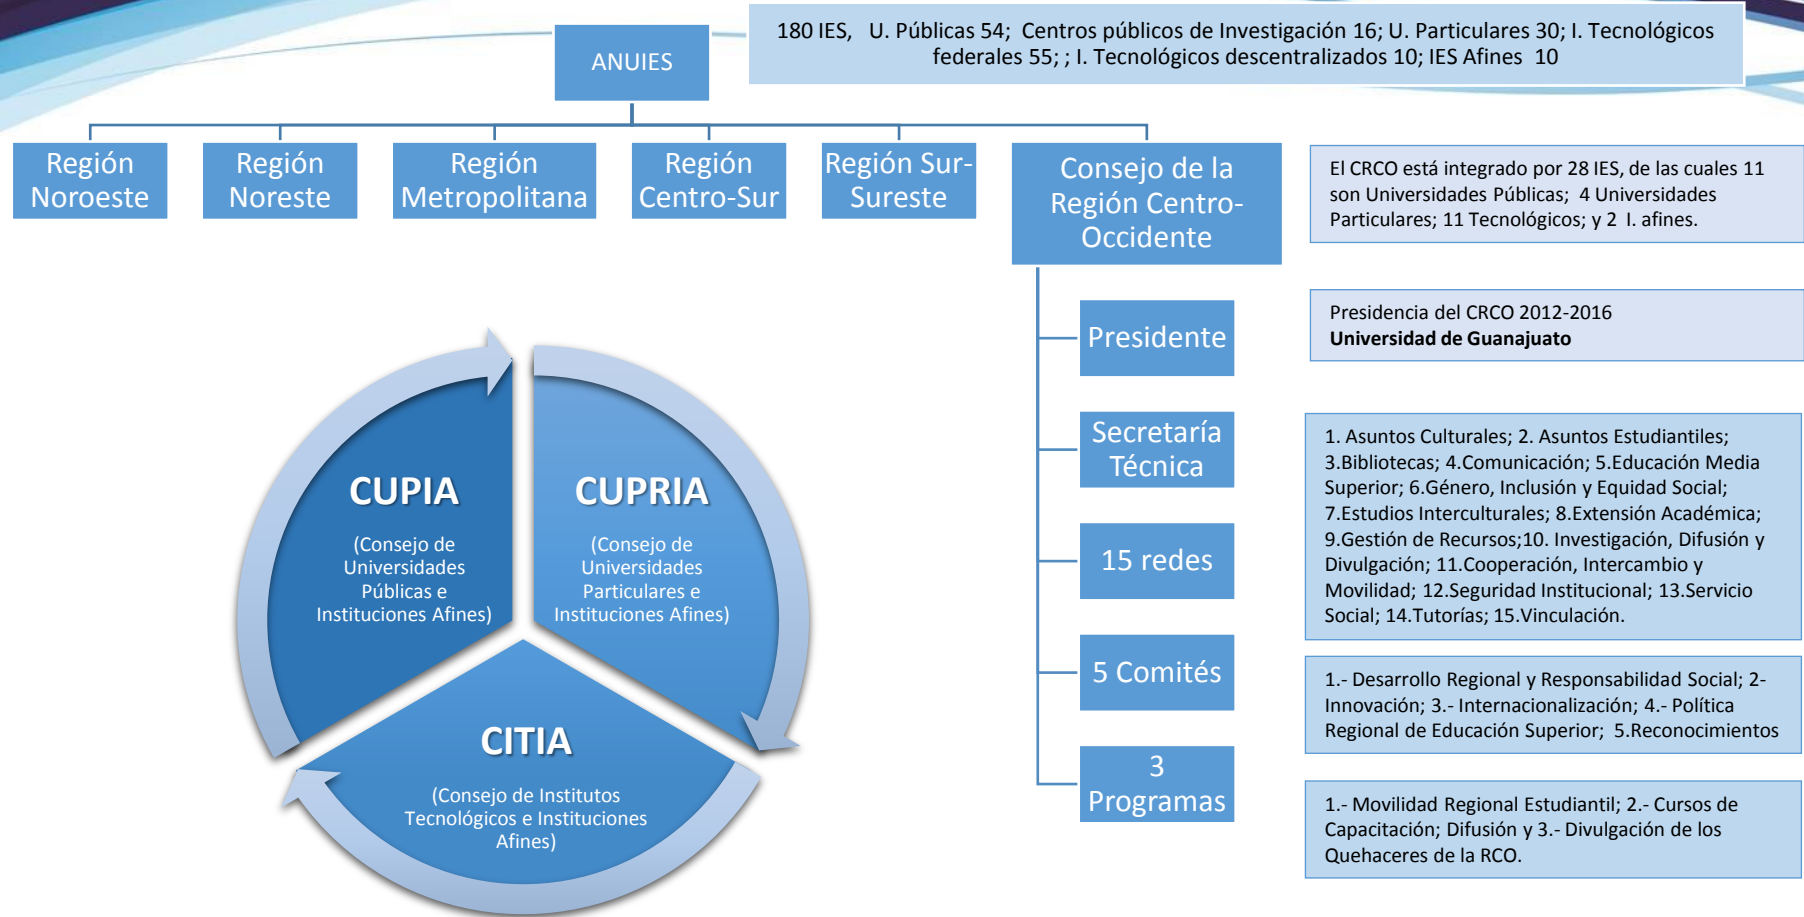 180 IES, U. Públicas 54; Centros públicos de Investigación 16; U. Particulares 30; I. Tecnológicos
federales 55; ; I. Tecnológicos descentralizados 10; IES Afines 10
ANUIES
Región
Noroeste
Región
Noreste
Región
Metropolitana
Región
Centro-Sur
Región Sur-
Sureste
Consejo de la
Región Centro-
Occidente
El CRCO está integrado por 28 IES, de las cuales 11
son Universidades Públicas; 4 Universidades
Particulares; 11 Tecnológicos; y 2 I. afines.
Presidente
Presidencia del CRCO 2012-2016
Universidad de Guanajuato
Secretaría
Técnica
15 redes
1. Asuntos Culturales; 2. Asuntos Estudiantiles;
3.Bibliotecas; 4.Comunicación; 5.Educación Media
Superior; 6.Género, Inclusión y Equidad Social;
7.Estudios Interculturales; 8.Extensión Académica;
9.Gestión de Recursos;10. Investigación, Difusión y
Divulgación; 11.Cooperación, Intercambio y
Movilidad; 12.Seguridad Institucional; 13.Servicio
Social; 14.Tutorías; 15.Vinculación.
5 Comités
1.- Desarrollo Regional y Responsabilidad Social; 2-
Innovación; 3.- Internacionalización; 4.- Política
Regional de Educación Superior; 5.Reconocimientos
3
Programas
1.- Movilidad Regional Estudiantil; 2.- Cursos de
Capacitación; Difusión y 3.- Divulgación de los
Quehaceres de la RCO.
CUPIA
(Consejo de
Universidades
Públicas e
Instituciones Afines)
CUPRIA
(Consejo de
Universidades
Particulares e
Instituciones Afines)
CITIA
(Consejo de Institutos
Tecnológicos e Instituciones
Afines)